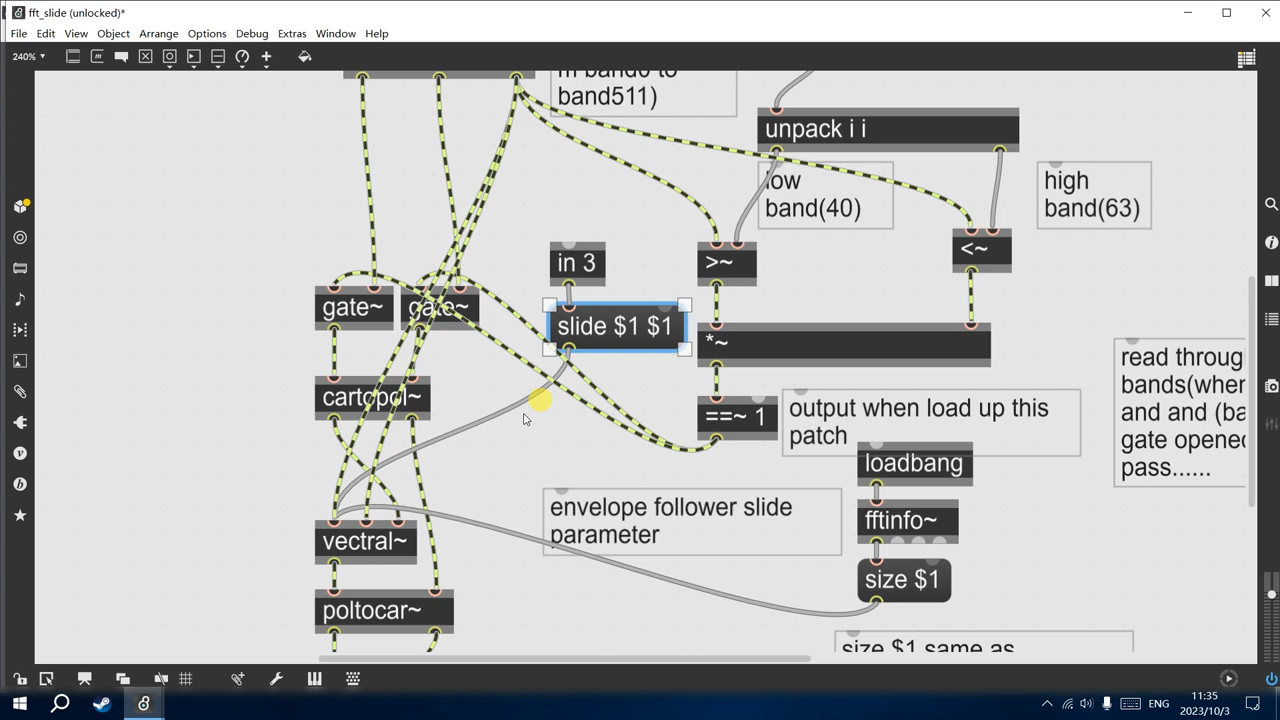 fft_slide (unlocked)*
File Edit View Object Arrange Options Debug Extras Window Help
240%
band511)
unpack i i
low
band(40)
high
band(63)
in 3
>~
<~
gate~
gate~
slide $1 $1
*~
cartopol~
==~ 1
output when load up this
patch
read throug
bands(wher
and and (ba
gate opened
pass......
loadbang
envelope follower slide
parameter
fftinfo~
vectral~
size $1
poltocar~
size $1 same as
ENG
11:35
2023/10/3